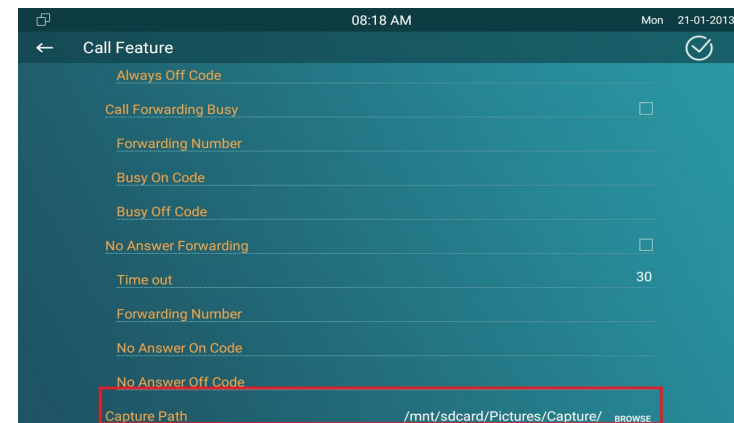 08:18 AM Mon 21-01-2013
Call Feature
Always Off Code
Call Forwarding Busy
Forwarding Number
Busy On Code
Busy Off Code
No Answer Forwarding
Time out 30
Forwarding Number
No Answer On Code
No Answer Off Code
Capture Path /mnt/sdcard/Pictures/Capture/ BROWSE